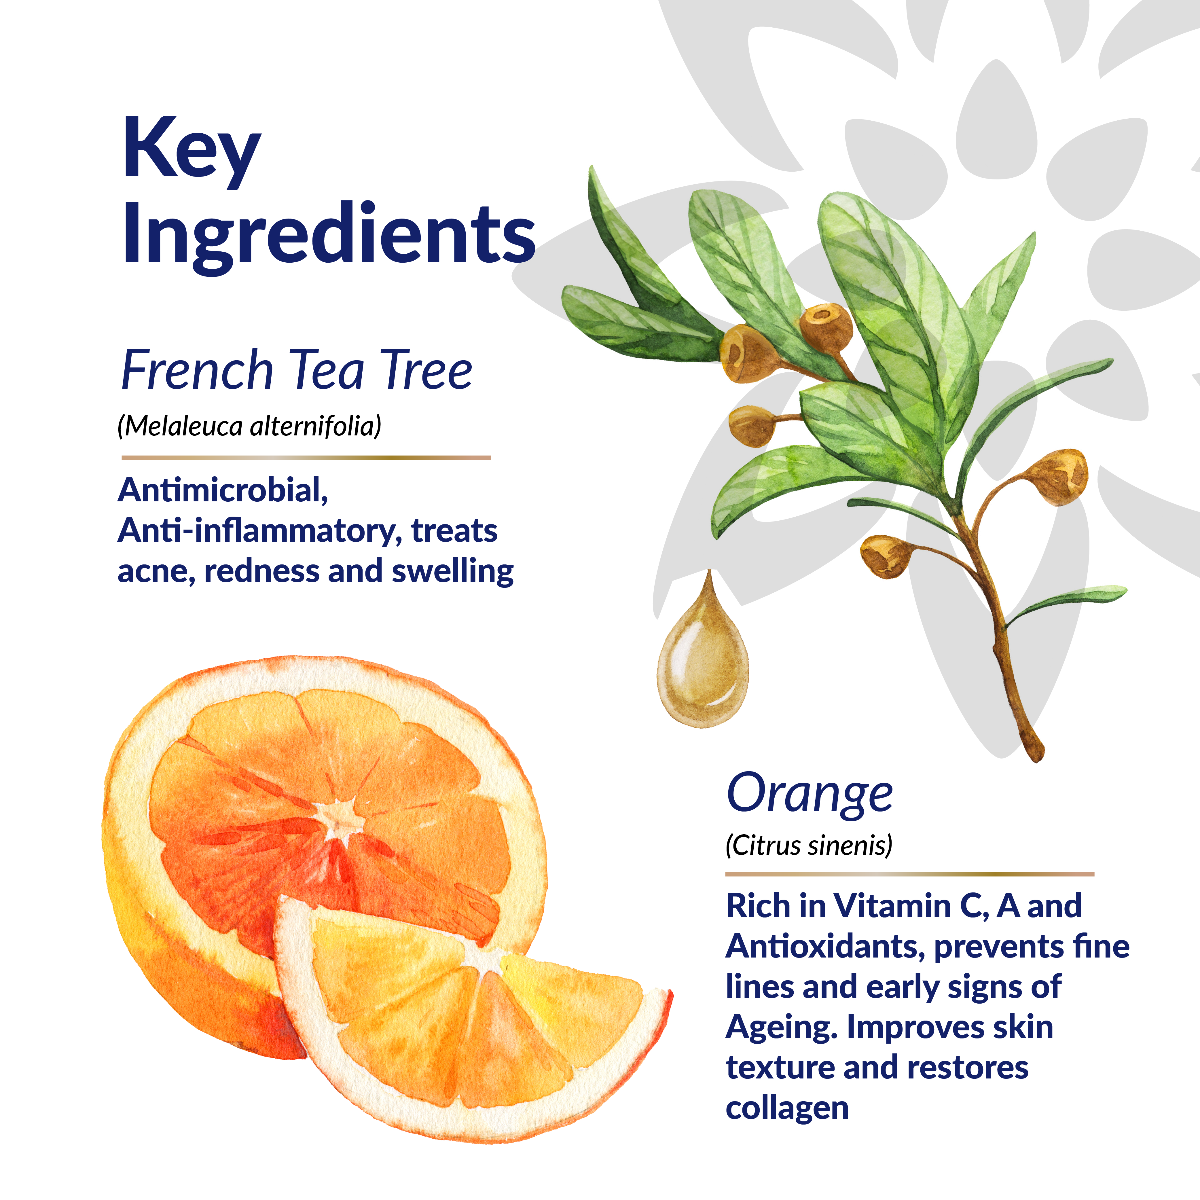 Key
Ingredients
French Tea Tree
(Melaleuca alternifolia)
Antimicrobial,
Anti-inflammatory, treats
acne, redness and swelling
Orange
(Citrus sinenis)
Rich in Vitamin C, A and
Antioxidants, prevents fine
lines and early signs of
Ageing. Improves skin
texture and restores
collagen